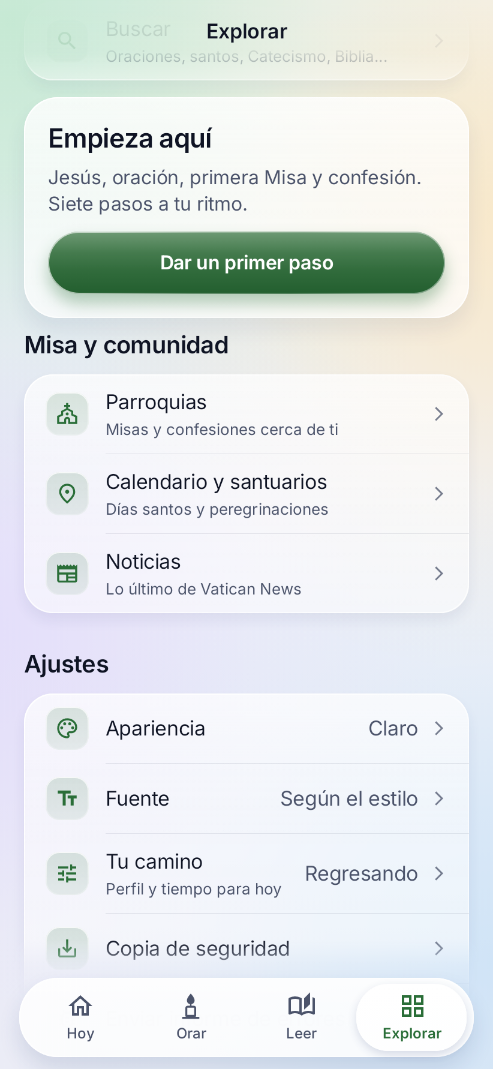 Explorar
Buscar
Oraciones, santos, Catecismo, Biblia...
Empieza aquí
Jesús, oración, primera Misa y confesión.
Siete pasos a tu ritmo.
Dar un primer paso
Misa y comunidad
Parroquias
Misas y confesiones cerca de ti
Calendario y santuarios
Días santos y peregrinaciones
Noticias
Lo último de Vatican News
Ajustes
Apariencia Claro
Fuente Según el estilo
Tu camino
Perfil y tiempo para hoy Regresando
Copia de seguridad
Hoy Orar Leer Explorar